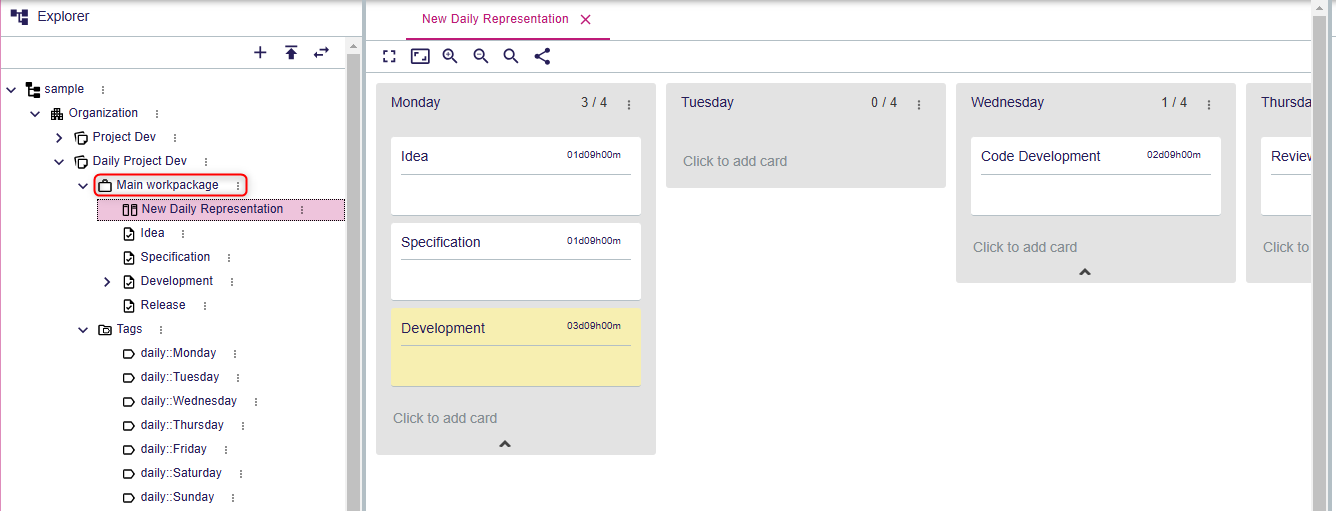 Explorer
sample
Organization
Project Dev
Daily Project Dev
Main workpackage
New Daily Representation
Idea
Specification
Development
Release
Tags
daily::Monday
daily::Tuesday
daily::Wednesday
daily::Thursday
daily::Friday
daily::Saturday
daily::Sunday
New Daily Representation
Monday 3 / 4
Idea 01d09h00m
Specification 01d09h00m
Development 03d09h00m
Click to add card
Tuesday 0 / 4
Click to add card
Wednesday 1 / 4
Code Development 02d09h00m
Click to add card
Thursda
Review
Click to